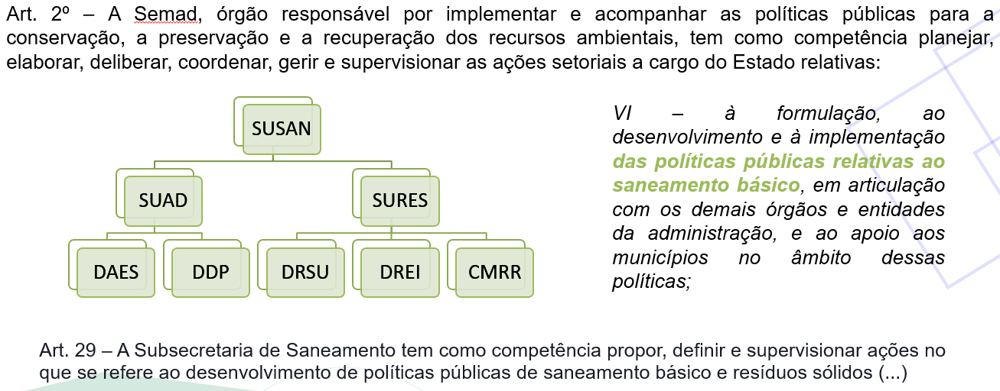 Art. 2º – A Semad, órgão responsável por implementar e acompanhar as políticas públicas para a
conservação, a preservação e a recuperação dos recursos ambientais, tem como competência planejar,
elaborar, deliberar, coordenar, gerir e supervisionar as ações setoriais a cargo do Estado relativas:
SUSAN
SUAD
SURES
DAES
DDP
DRSU
DREI
CMRR
VI – à formulação, ao
desenvolvimento e à implementação
das políticas públicas relativas ao
saneamento básico, em articulação
com os demais órgãos e entidades
da administração, e ao apoio aos
municípios no âmbito dessas
políticas;
Art. 29 – A Subsecretaria de Saneamento tem como competência propor, definir e supervisionar ações no
que se refere ao desenvolvimento de políticas públicas de saneamento básico e resíduos sólidos (...)